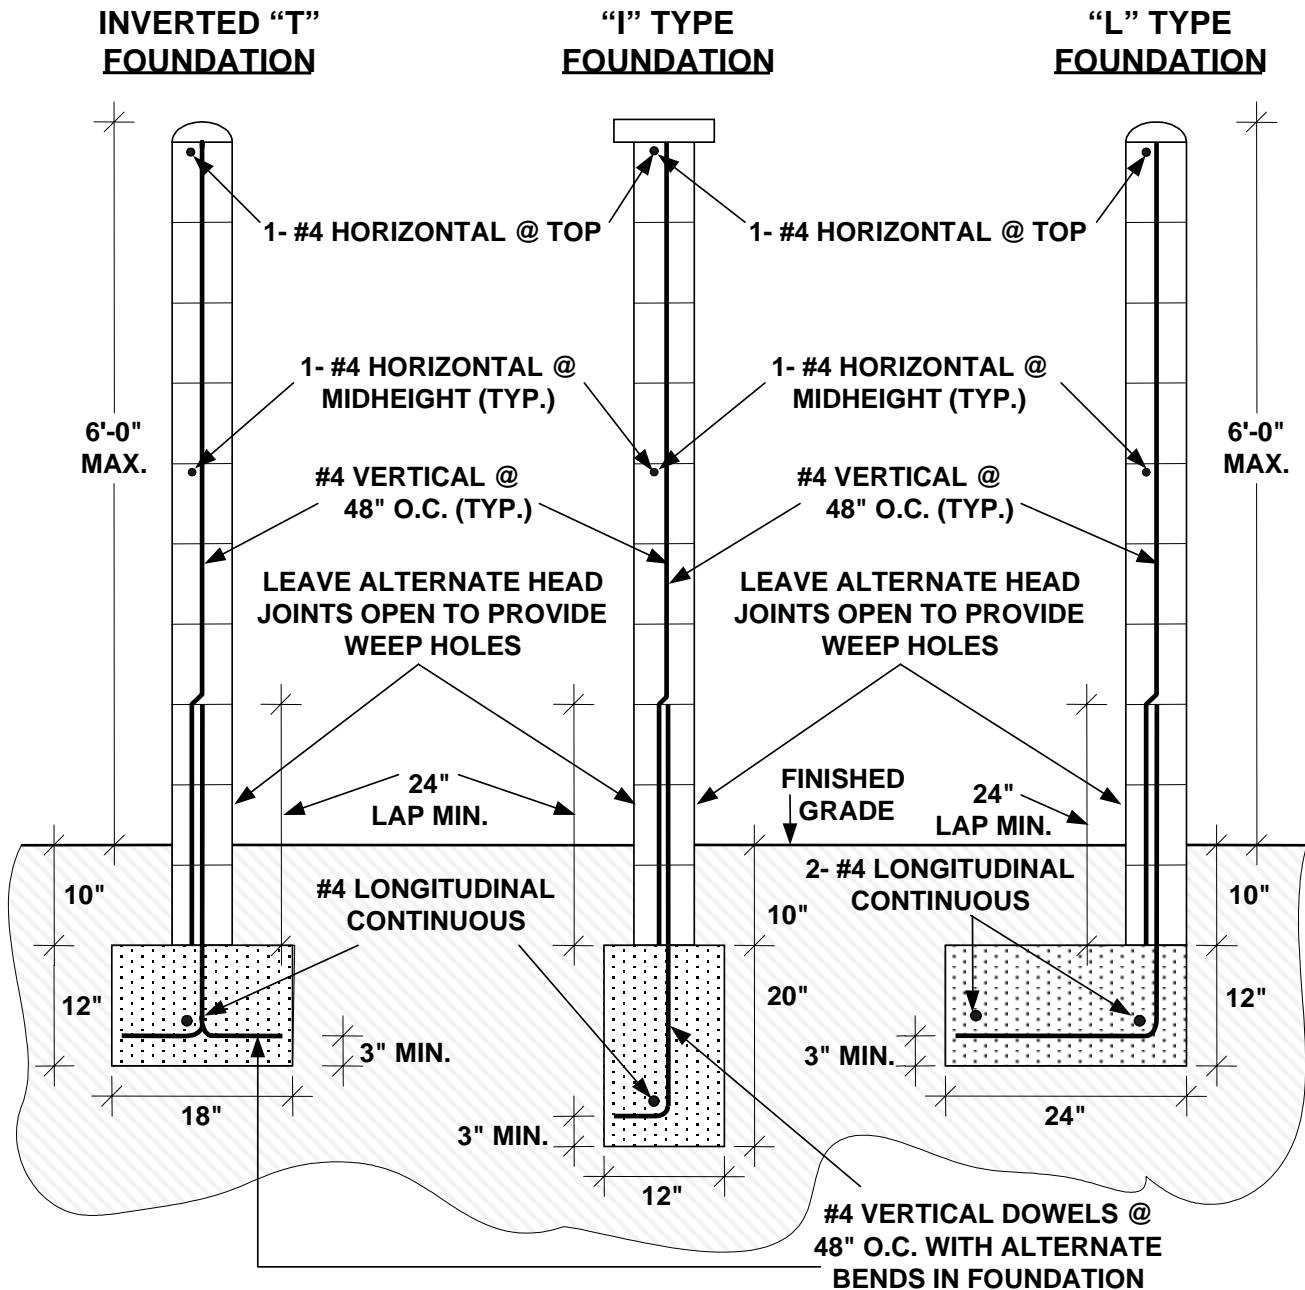 INVERTED “T”
FOUNDATION
“I” TYPE
FOUNDATION
“L” TYPE
FOUNDATION
1- #4 HORIZONTAL @ TOP
1- #4 HORIZONTAL @ TOP
1- #4 HORIZONTAL @
MIDHEIGHT (TYP.)
1- #4 HORIZONTAL @
MIDHEIGHT (TYP.)
6'-0"
MAX.
6'-0"
MAX.
#4 VERTICAL @
48" O.C. (TYP.)
#4 VERTICAL @
48" O.C. (TYP.)
LEAVE ALTERNATE HEAD
JOINTS OPEN TO PROVIDE
WEEP HOLES
LEAVE ALTERNATE HEAD
JOINTS OPEN TO PROVIDE
WEEP HOLES
24"
LAP MIN.
FINISHED
GRADE
24"
LAP MIN.
10"
#4 LONGITUDINAL
CONTINUOUS
10"
2- #4 LONGITUDINAL
CONTINUOUS
10"
12"
3" MIN.
20"
3" MIN.
12"
18"
3" MIN.
12"
24"
#4 VERTICAL DOWELS @
48" O.C. WITH ALTERNATE
BENDS IN FOUNDATION